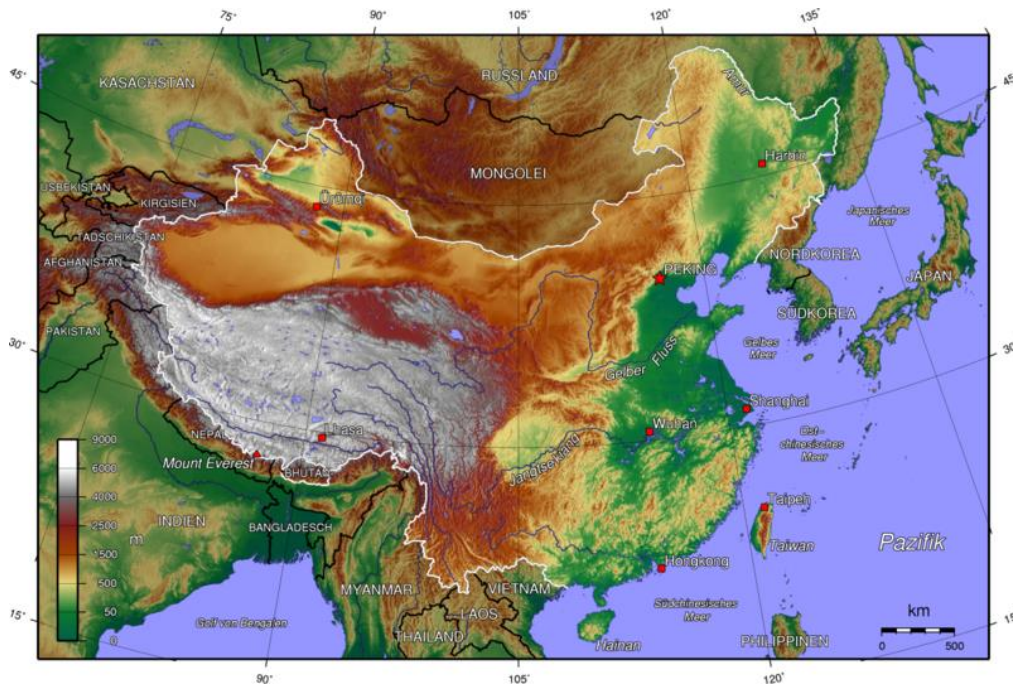 75°
90°
105°
120°
135°
45°
45°
KASACHSTAN
RUSSLAND
Amur
Harbin
MONGOLEI
USBEKISTAN
KIRGISIEN
Ürümqi
Japanisches
Meer
TADSCHIKISTAN
AFGHANISTAN
NORDKOREA
PEKING
JAPAN
PAKISTAN
SÜDKOREA
30°
30°
Gelbes
Meer
Gelber Fluss
Shanghai
Wuhan
Ost-
chinesisches
Meer
Lhasa
NEPAL
Mount Everest
BHUTAN
Jangtsekiang
9000
6000
4000
2500
1500
5000
500
50
0
m
INDIEN
BANGLADESCH
Taipeh
Taiwan
Pazifik
Hongkong
MYANMAR
VIETNAM
LAOS
Südchinesisches
Meer
km
0
500
15°
15°
Golf von Bengalen
THAILAND
Hainan
PHILIPPINEN
90°
105°
120°